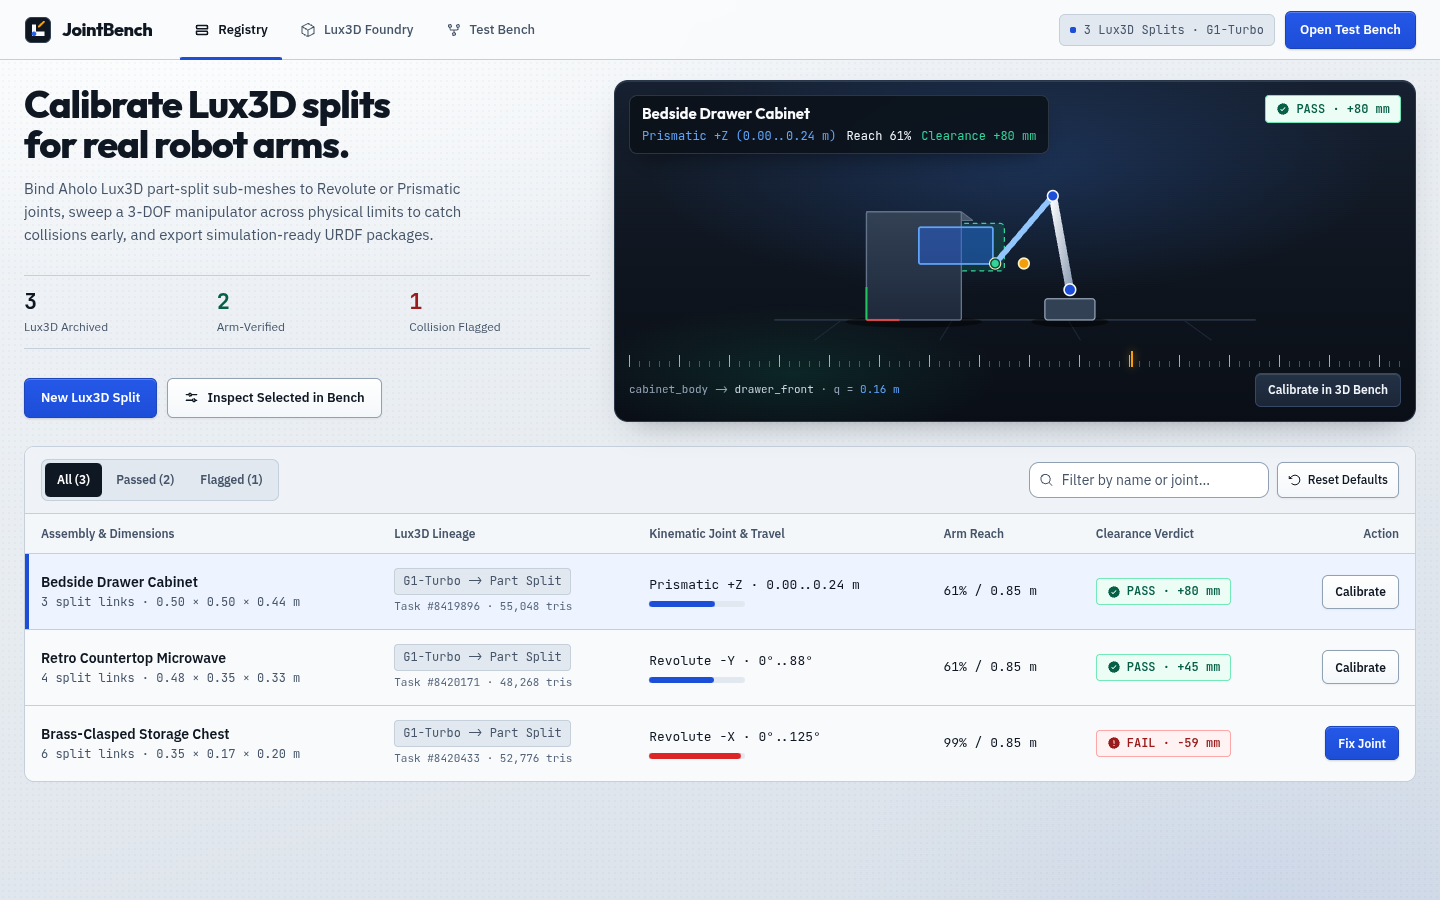 JointBench
Registry
Lux3D Foundry
Test Bench
3 Lux3D Splits · G1-Turbo
Open Test Bench
Calibrate Lux3D splits
for real robot arms.
Bind Aholo Lux3D part-split sub-meshes to Revolute or Prismatic
joints, sweep a 3-DOF manipulator across physical limits to catch
collisions early, and export simulation-ready URDF packages.
3
Lux3D Archived
2
Arm-Verified
1
Collision Flagged
New Lux3D Split
Inspect Selected in Bench
Bedside Drawer Cabinet
Prismatic +Z (0.00..0.24 m) Reach 61% Clearance +80 mm
PASS · +80 mm
cabinet_body → drawer_front · q = 0.16 m
Calibrate in 3D Bench
All (3)
Passed (2)
Flagged (1)
Filter by name or joint...
Reset Defaults
Assembly & Dimensions
Lux3D Lineage
Kinematic Joint & Travel
Arm Reach
Clearance Verdict
Action
Bedside Drawer Cabinet
3 split links · 0.50 × 0.50 × 0.44 m
G1-Turbo → Part Split
Task #8419896 · 55,048 tris
Prismatic +Z · 0.00..0.24 m
61% / 0.85 m
PASS · +80 mm
Calibrate
Retro Countertop Microwave
4 split links · 0.48 × 0.35 × 0.33 m
G1-Turbo → Part Split
Task #8420171 · 48,268 tris
Revolute -Y · 0°..88°
61% / 0.85 m
PASS · +45 mm
Calibrate
Brass-Clasped Storage Chest
6 split links · 0.35 × 0.17 × 0.20 m
G1-Turbo → Part Split
Task #8420433 · 52,776 tris
Revolute -X · 0°..125°
99% / 0.85 m
FAIL · -59 mm
Fix Joint